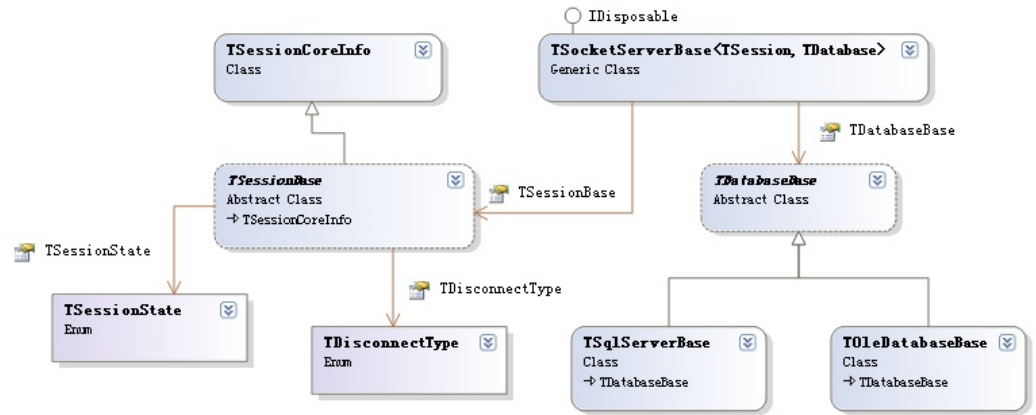 IDisposable
TSessionCoreInfo
Class
TSocketServerBase<TSession, TDatabase>
Generic Class
TDatabaseBase
TSessionBase
Abstract Class
TSessionCoreInfo
TSessionBase
TDatabaseBase
Abstract Class
TSessionState
TDisconnectType
TSessionState
Enum
TDisconnectType
Enum
TSqlServerBase
Class
TDatabaseBase
TOleDatabaseBase
Class
TDatabaseBase